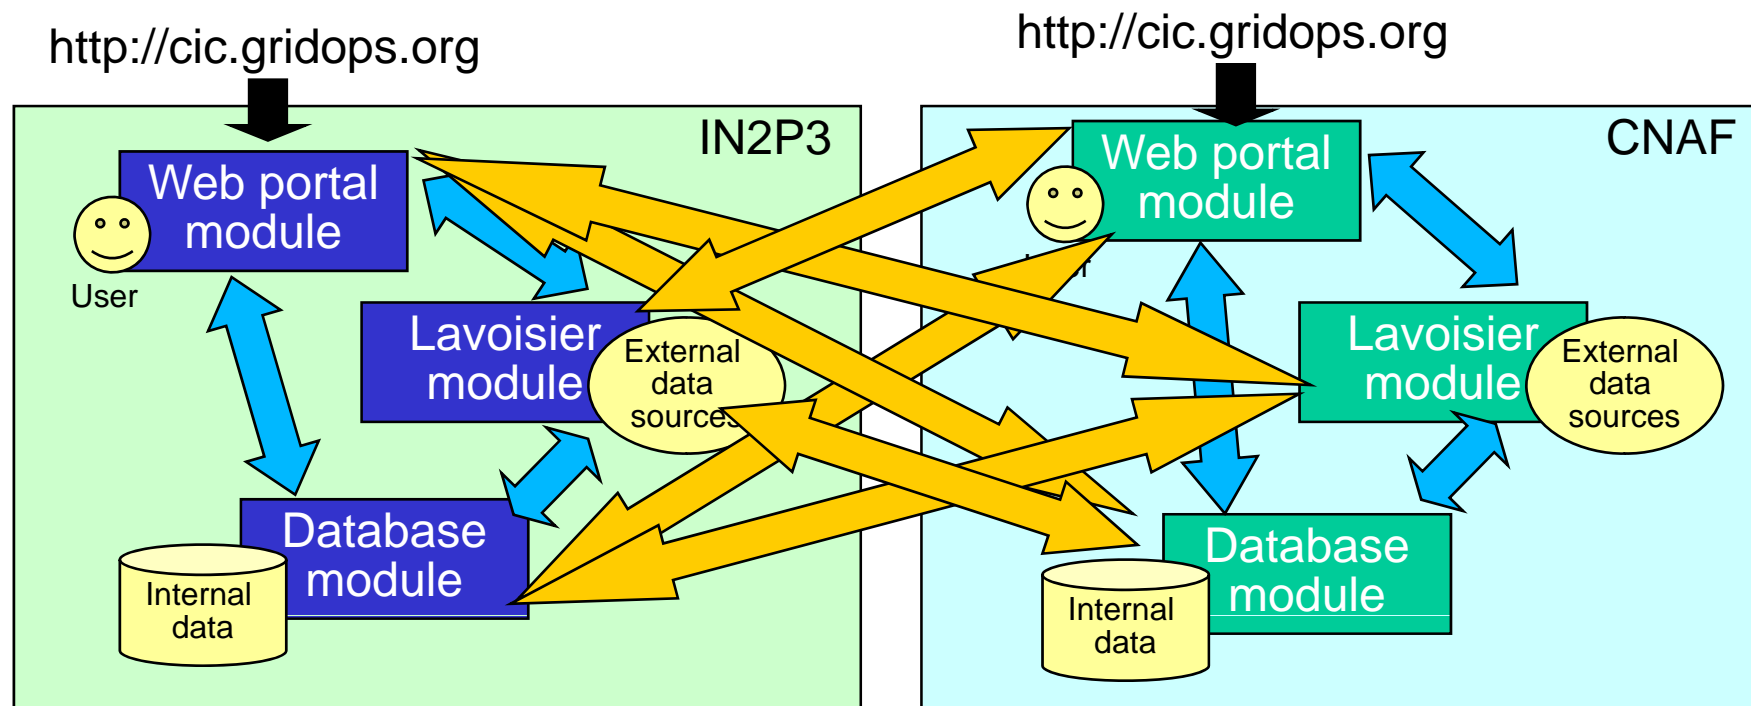 http://cic.gridops.org
IN2P3
Web portal
module
User
Lavoisier
module
External
data
sources
Database
module
Internal
data
http://cic.gridops.org
CNAF
Web portal
module
Lavoisier
module
External
data
sources
Database
module
Internal
data